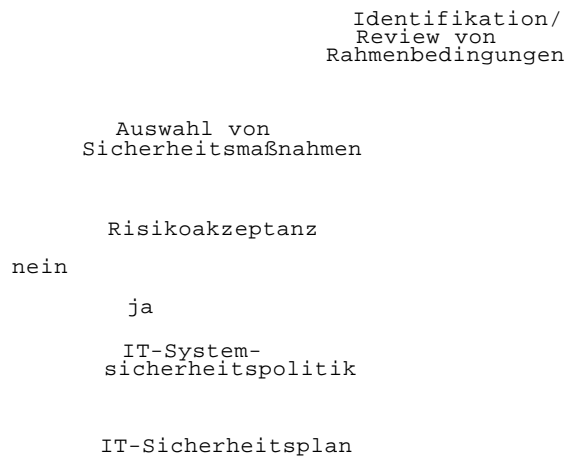 Identifikation/
Review von
Rahmenbedingungen
Auswahl von
Sicherheitsmaßnahmen
Risikoakzeptanz
nein
ja
IT-System-
sicherheitspolitik
IT-Sicherheitsplan